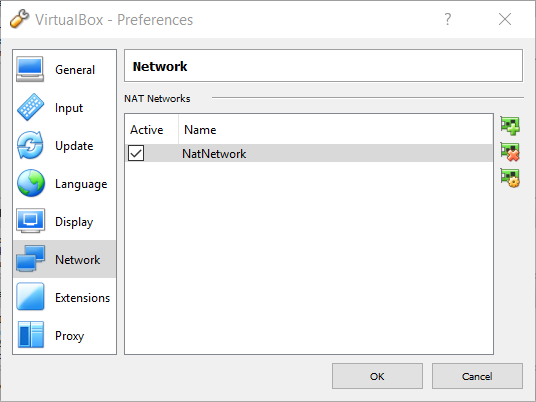 VirtualBox - Preferences
?
General
Input
Update
Language
Display
Network
Extensions
Proxy
Network
NAT Networks
Active Name
NatNetwork
OK Cancel